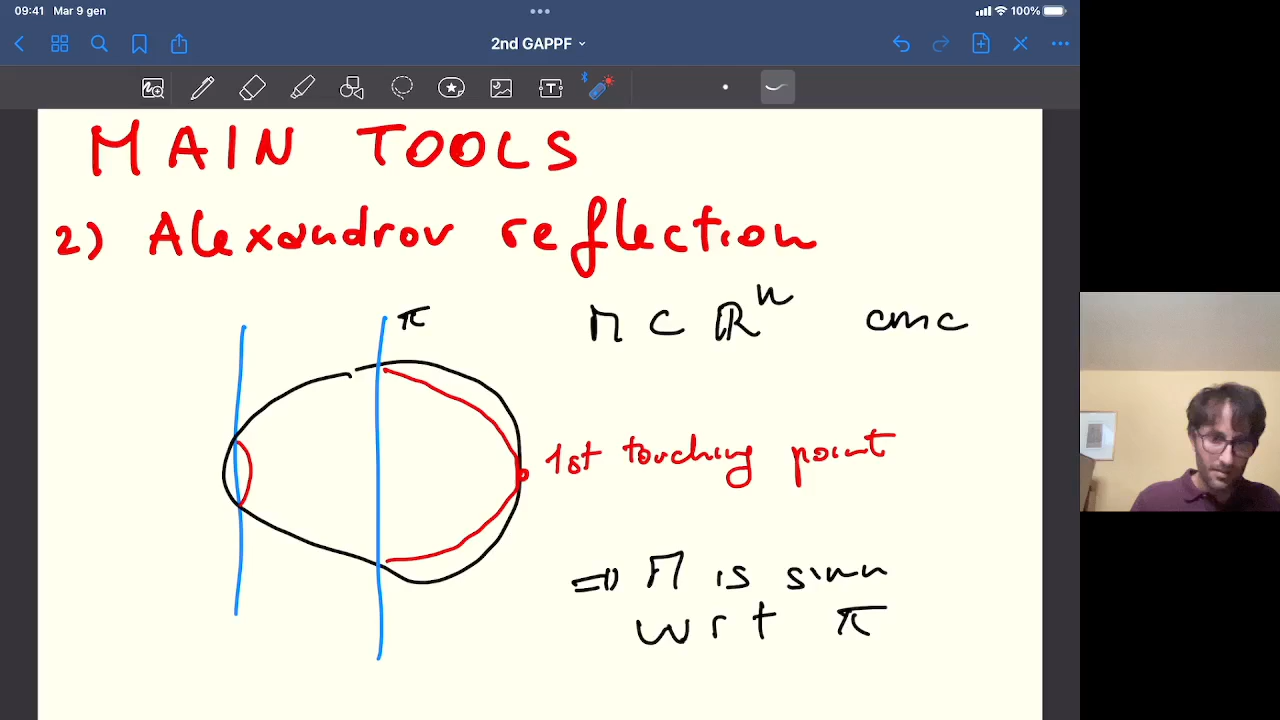 09:41 Mar 9 gen
100%
2nd GAPPF
MAIN TOOLS
2) Alexandrov reflection
π
M ⊂ ℝⁿ cmc
1st touching point
⇒ M is symm
wrt π